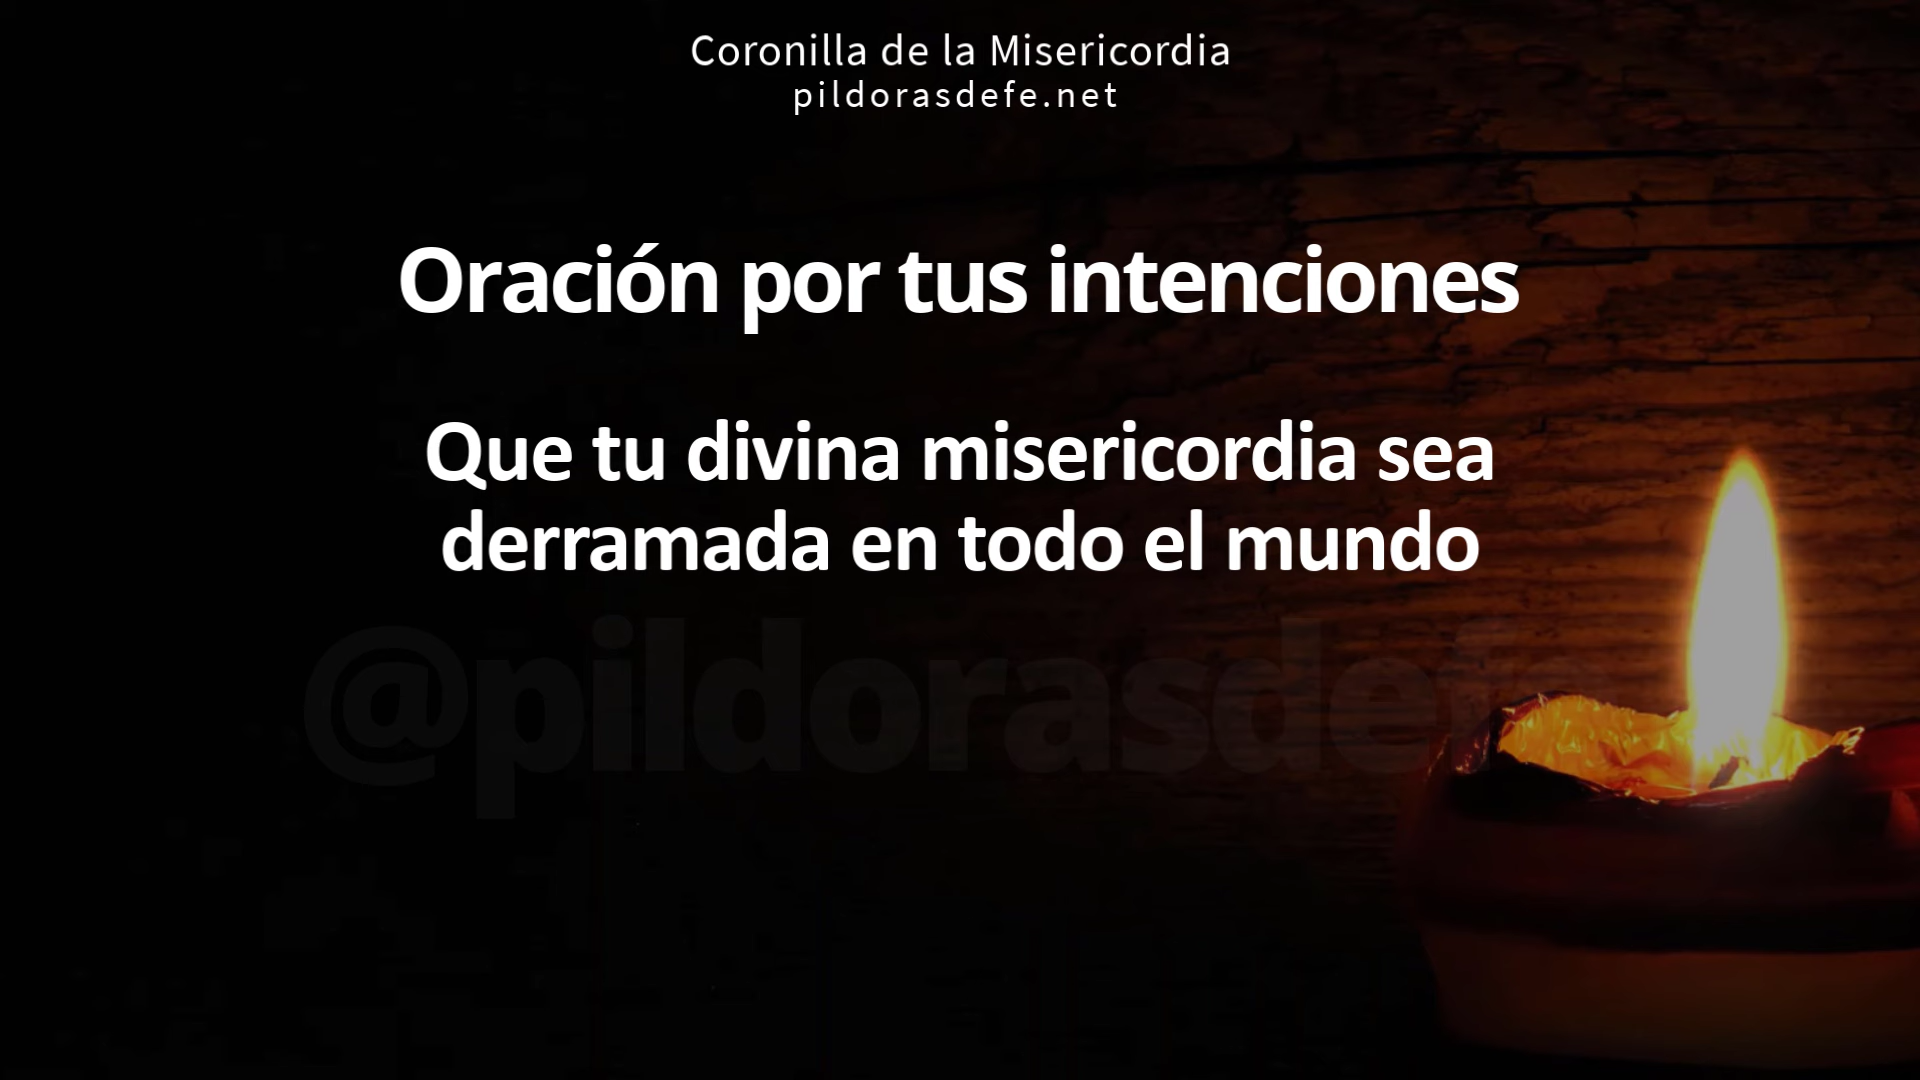 Coronilla de la Misericordia
pildorasdefe.net
Oración por tus intenciones
Que tu divina misericordia sea
derramada en todo el mundo
@pildorasdefe